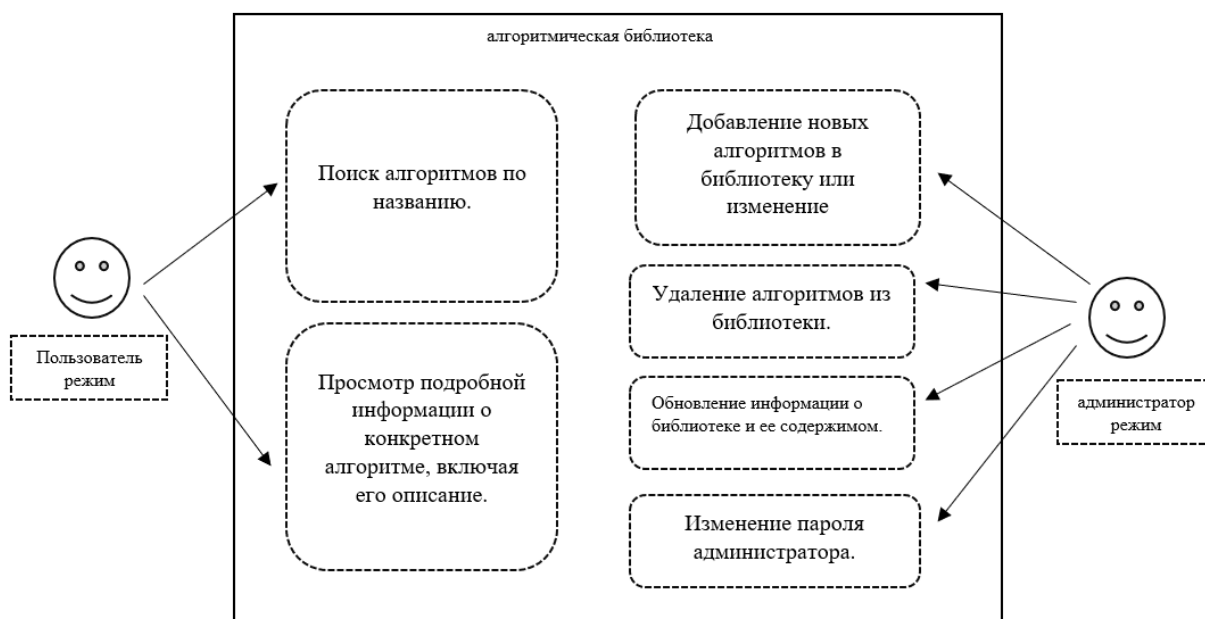 алгоритмическая библиотека
Поиск алгоритмов по
названию.
Просмотр подробной
информации о
конкретном
алгоритме, включая
его описание.
Добавление новых
алгоритмов в
библиотеку или
изменение
Удаление алгоритмов из
библиотеки.
Обновление информации о
библиотеке и ее содержимом.
Изменение пароля
администратора.
Пользователь
режим
администратор
режим